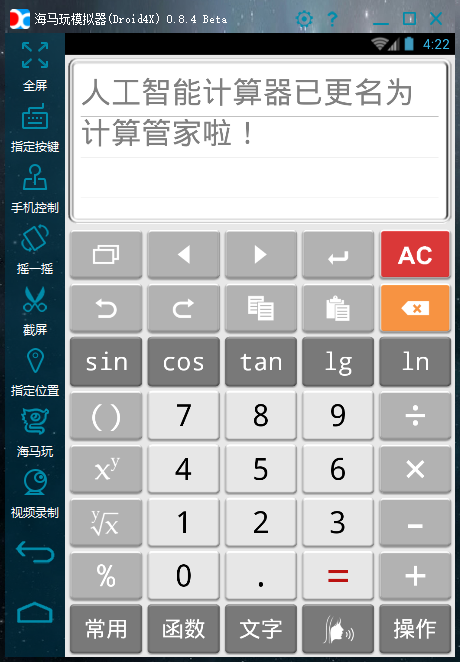 海马玩模拟器(Droid4X) 0.8.4 Beta
4:22
全屏
指定按键
手机控制
摇一摇
截屏
指定位置
海马玩
视频录制
人工智能计算器已更名为
计算管家啦！
AC
sin cos tan lg ln
( ) 7 8 9 ÷
xʸ 4 5 6 ×
ʸ√x 1 2 3 −
% 0 . = +
常用 函数 文字 操作